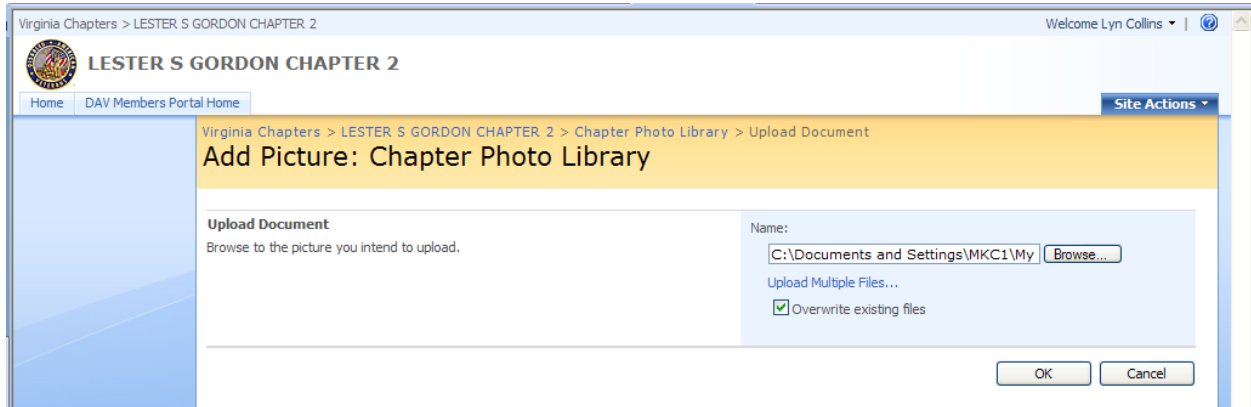 Virginia Chapters > LESTER S GORDON CHAPTER 2
Welcome Lyn Collins
LESTER S GORDON CHAPTER 2
Home DAV Members Portal Home
Site Actions
Virginia Chapters > LESTER S GORDON CHAPTER 2 > Chapter Photo Library > Upload Document
Add Picture: Chapter Photo Library
Upload Document
Browse to the picture you intend to upload.
Name:
C:\Documents and Settings\MKC1\My Browse...
Upload Multiple Files...
Overwrite existing files
OK Cancel